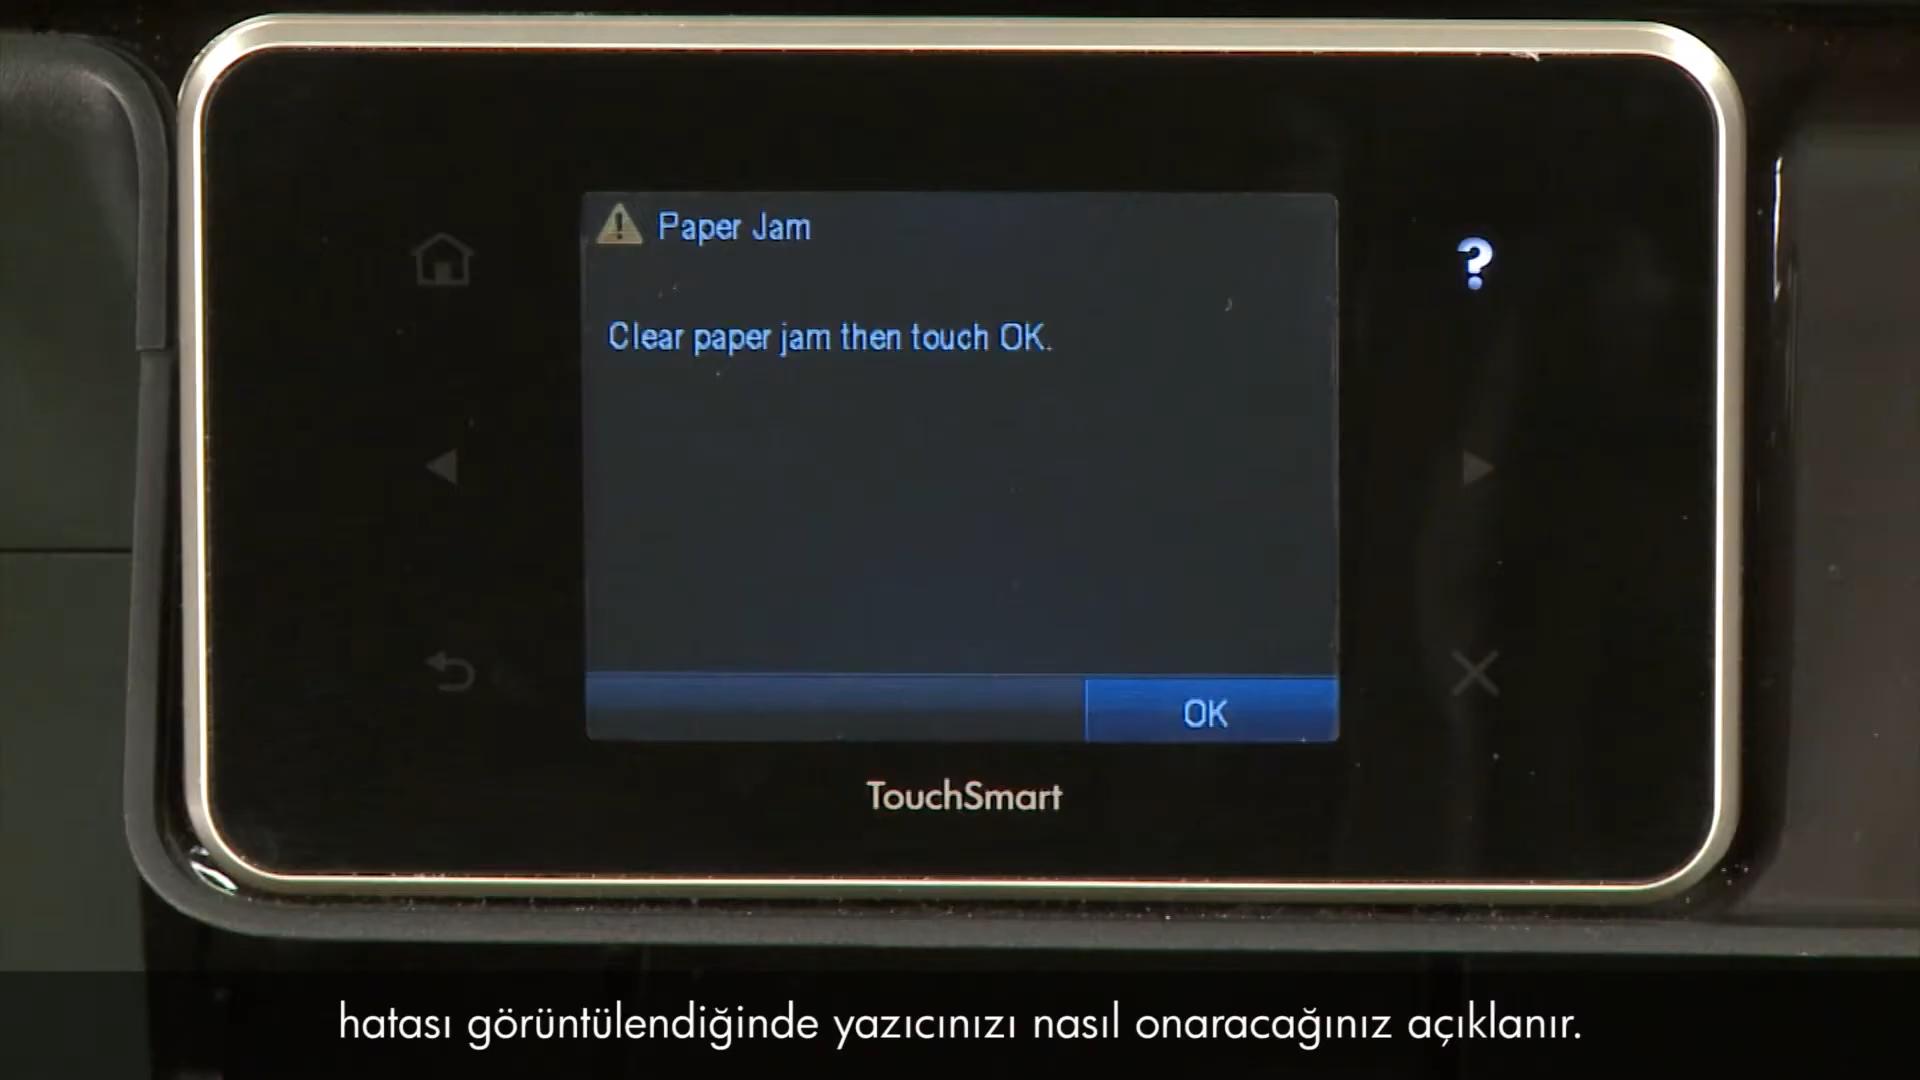 Paper Jam
?
Clear paper jam then touch OK.
OK
TouchSmart
hatası görüntülendiğinde yazıcınızı nasıl onaracağınız açıklanır.